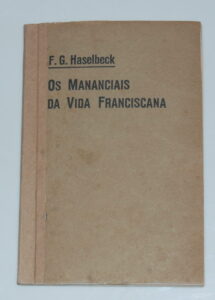 F. G. Haselbeck
OS MANANCIAIS
DA VIDA FRANCISCANA